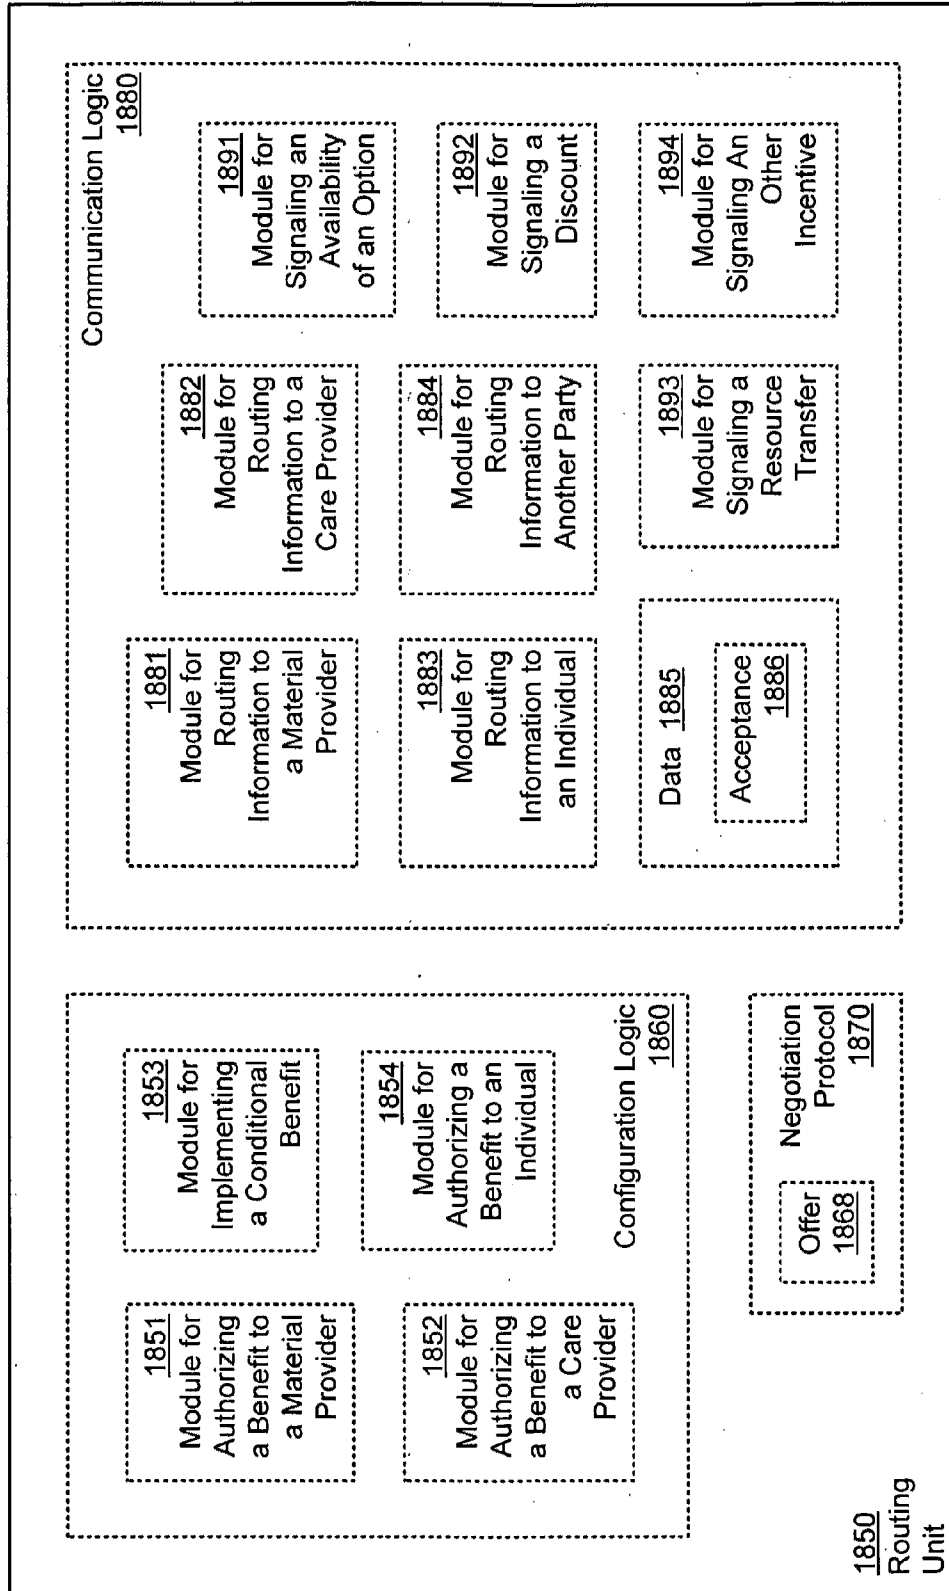 1851
Module for
Authorizing
a Benefit to
a Material
Provider
1853
Module for
Implementing
a Conditional
Benefit
1852
Module for
Authorizing
a Benefit to
a Care
Provider
1854
Module for
Authorizing a
Benefit to an
Individual
Configuration Logic
1860
Offer
1868
Negotiation
Protocol
1870
1850
Routing
Unit
Communication Logic
1880
1881
Module for
Routing
Information to
a Material
Provider
1882
Module for
Routing
Information to a
Care Provider
1891
Module for
Signaling an
Availability
of an Option
1883
Module for
Routing
Information to
an Individual
1884
Module for
Routing
Information to
Another Party
1892
Module for
Signaling a
Discount
Data 1885
Acceptance
1886
1893
Module for
Signaling a
Resource
Transfer
1894
Module for
Signaling An
Other
Incentive